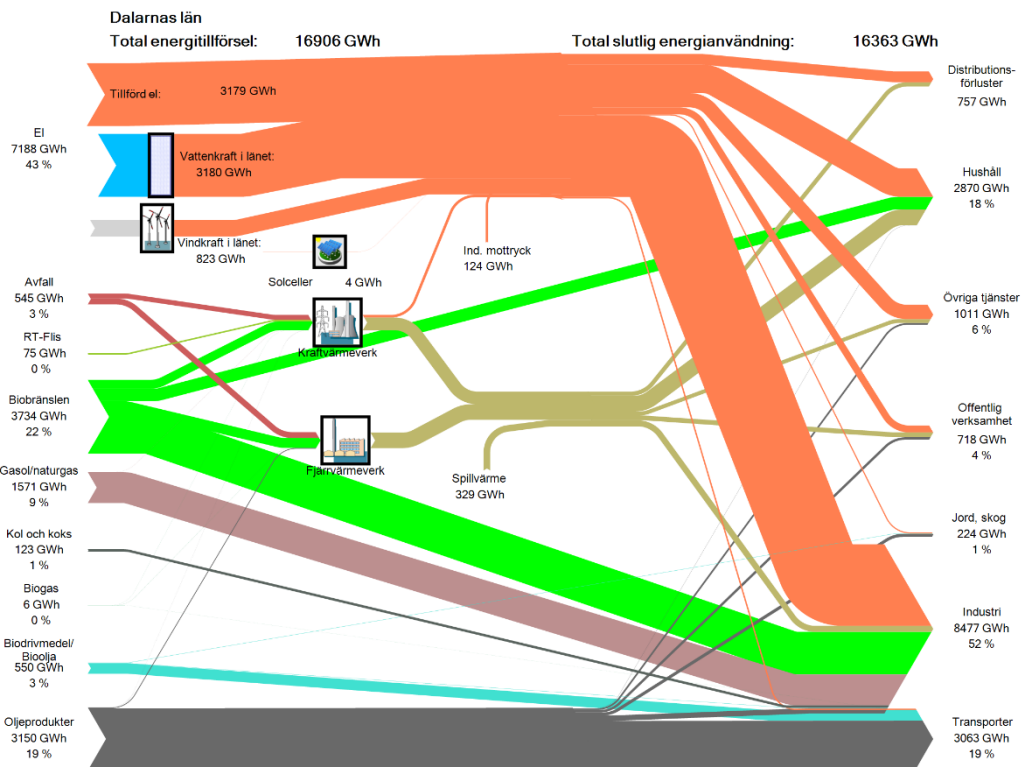 Dalarnas län
Total energitillförsel: 16906 GWh
Total slutlig energianvändning: 16363 GWh
Tillförd el: 3179 GWh
El
7188 GWh
43 %
Vattenkraft i länet:
3180 GWh
Vindkraft i länet:
823 GWh
Solceller 4 GWh
Ind. mottryck
124 GWh
Avfall
545 GWh
3 %
RT-Flis
75 GWh
0 %
Kraftvärmeverk
Biobränslen
3734 GWh
22 %
Fjärrvärmeverk
Spillvärme
329 GWh
Gasol/naturgas
1571 GWh
9 %
Kol och koks
123 GWh
1 %
Biogas
6 GWh
0 %
Biodrivmedel/
Bioolja
550 GWh
3 %
Oljeprodukter
3150 GWh
19 %
Distributions-
förluster
757 GWh
Hushåll
2870 GWh
18 %
Övriga tjänster
1011 GWh
6 %
Offentlig
verksamhet
718 GWh
4 %
Jord, skog
224 GWh
1 %
Industri
8477 GWh
52 %
Transporter
3063 GWh
19 %